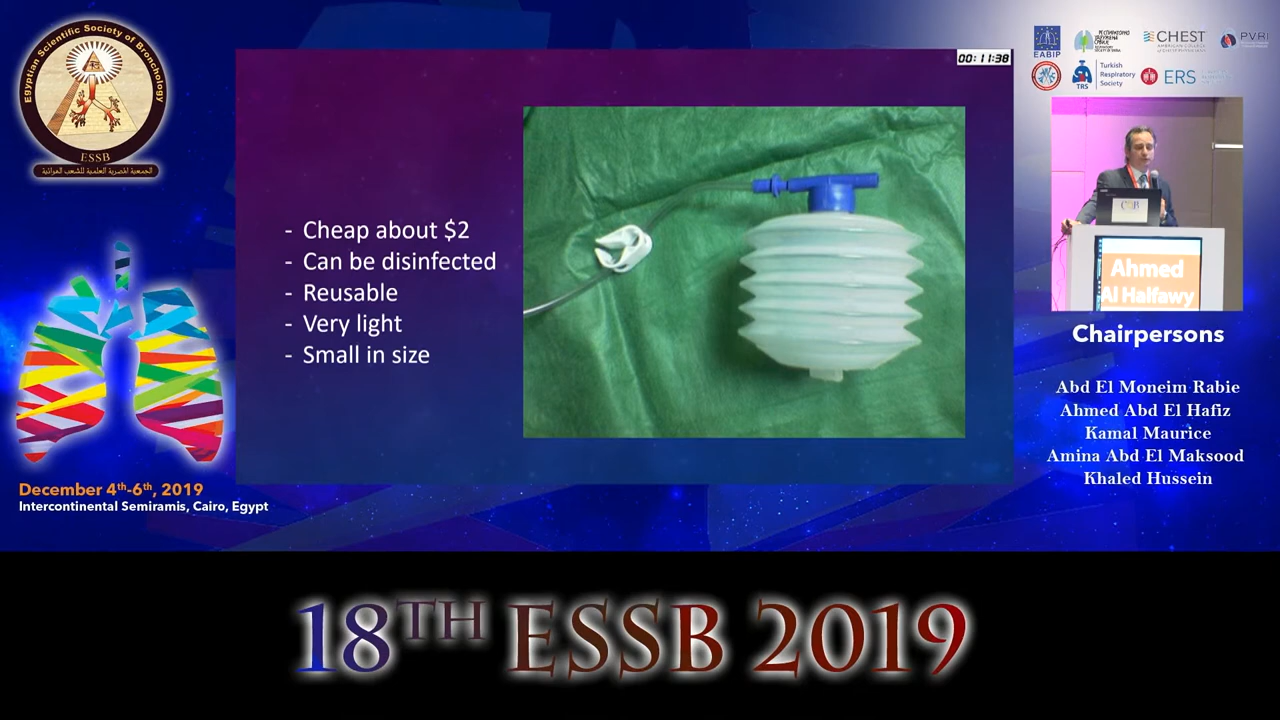 Egyptian Scientific Society of Bronchology
ESSB
الجمعية المصرية العلمية للشعب الهوائية
December 4th-6th, 2019
Intercontinental Semiramis, Cairo, Egypt
00:11:38
- Cheap about $2
- Can be disinfected
- Reusable
- Very light
- Small in size
EABIP
CHEST
PVRI
TRS
Turkish
Respiratory
Society
ERS
Ahmed
Al Halfawy
Chairpersons
Abd El Moneim Rabie
Ahmed Abd El Hafiz
Kamal Maurice
Amina Abd El Maksood
Khaled Hussein
18TH ESSB 2019